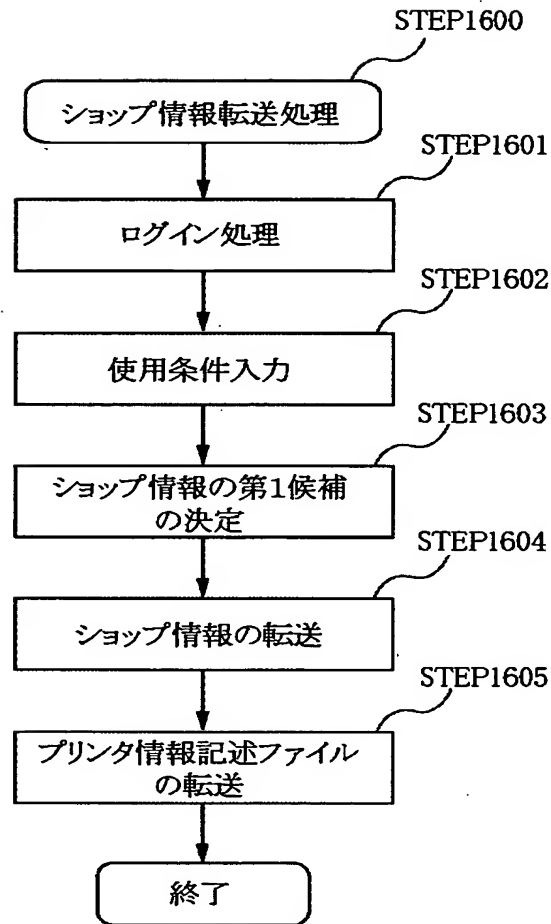 STEP1600
ショップ情報転送処理
STEP1601
ログイン処理
STEP1602
使用条件入力
STEP1603
ショップ情報の第1候補
の決定
STEP1604
ショップ情報の転送
STEP1605
プリンタ情報記述ファイル
の転送
終了